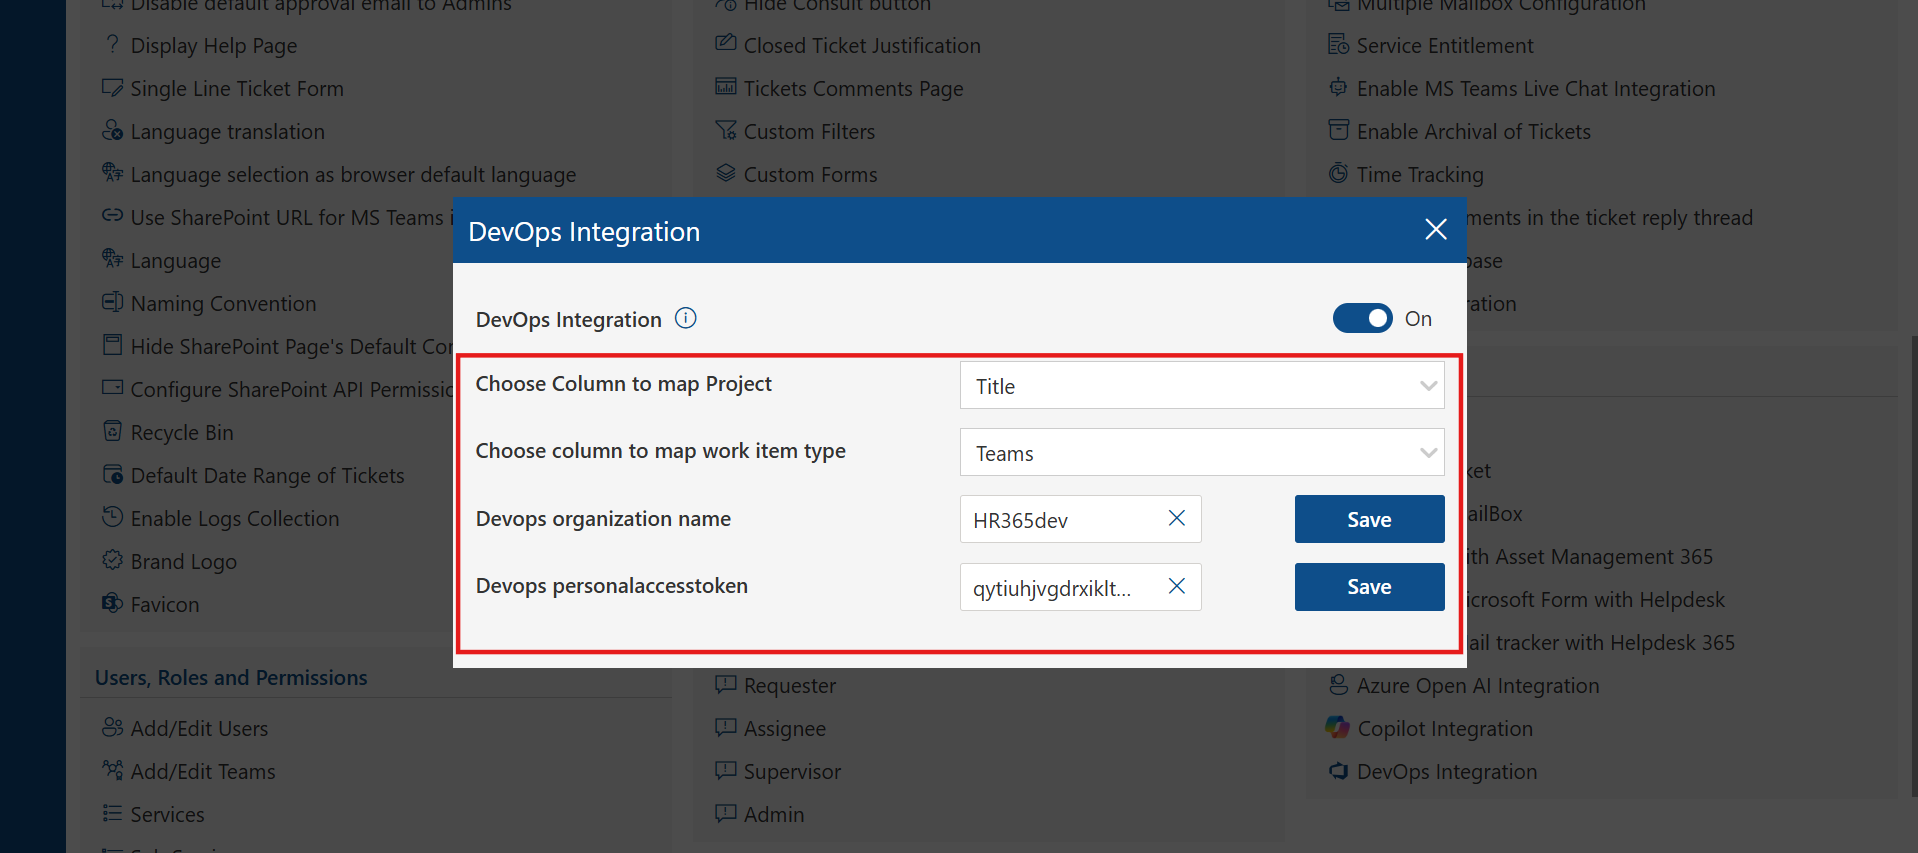 Disable default approval email to Admins
Display Help Page
Single Line Ticket Form
Language translation
Language selection as browser default language
Use SharePoint URL for MS Teams i
Language
Naming Convention
Hide SharePoint Page's Default Co
Configure SharePoint API Permissi
Recycle Bin
Default Date Range of Tickets
Enable Logs Collection
Brand Logo
Favicon
Users, Roles and Permissions
Add/Edit Users
Add/Edit Teams
Services
Hide Consult button
Closed Ticket Justification
Tickets Comments Page
Custom Filters
Custom Forms
Requester
Assignee
Supervisor
Admin
Multiple Mailbox Configuration
Service Entitlement
Enable MS Teams Live Chat Integration
Enable Archival of Tickets
Time Tracking
ments in the ticket reply thread
base
ration
ket
ailBox
ith Asset Management 365
icrosoft Form with Helpdesk
ail tracker with Helpdesk 365
Azure Open AI Integration
Copilot Integration
DevOps Integration
DevOps Integration
DevOps Integration
On
Choose Column to map Project
Title
Choose column to map work item type
Teams
Devops organization name
HR365dev
Save
Devops personalaccesstoken
qytiuhjvgdrxiklt...
Save